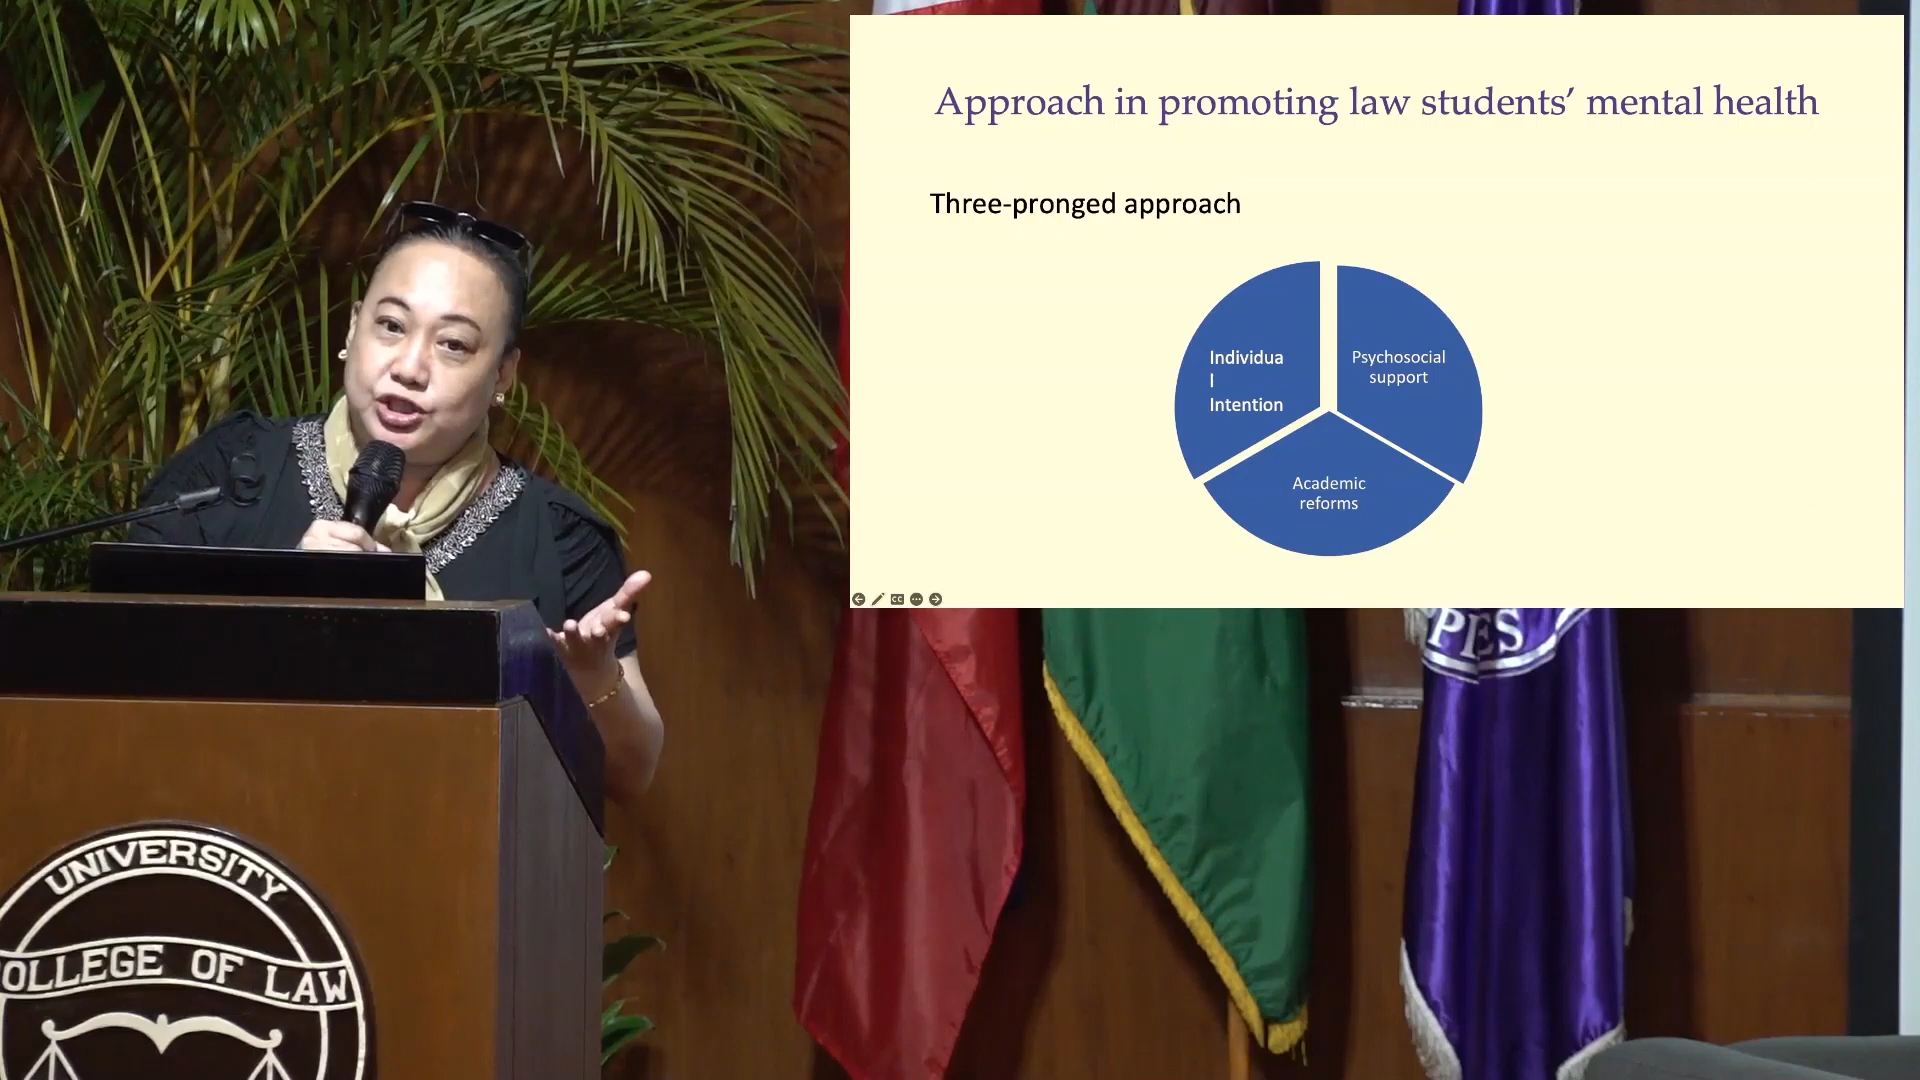 Approach in promoting law students’ mental health
Three-pronged approach
Individua
l
Intention
Psychosocial
support
Academic
reforms
CC
PES
UNIVERSITY
OLLEGE OF LAW